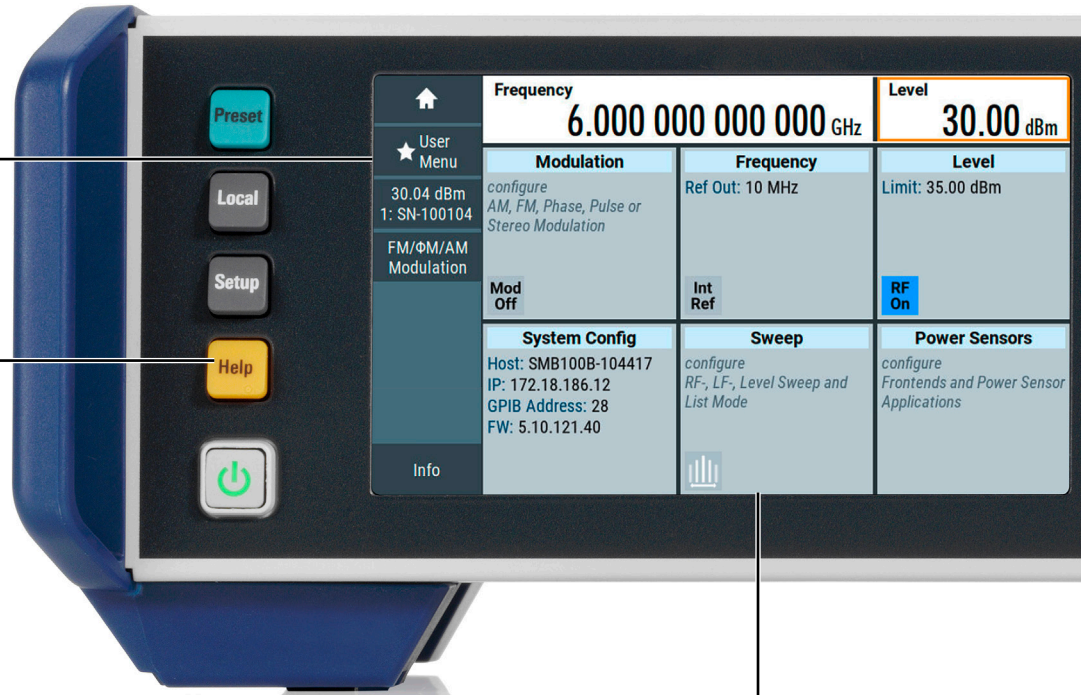 Preset
Local
Setup
Help
User
Menu
30.04 dBm
1: SN-100104
FM/ΦM/AM
Modulation
Info
Frequency
6.000 000 000 000 GHz
Level
30.00 dBm
Modulation
configure
AM, FM, Phase, Pulse or
Stereo Modulation
Mod
Off
Frequency
Ref Out: 10 MHz
Int
Ref
Level
Limit: 35.00 dBm
RF
On
System Config
Host: SMB100B-104417
IP: 172.18.186.12
GPIB Address: 28
FW: 5.10.121.40
Sweep
configure
RF-, LF-, Level Sweep and
List Mode
Power Sensors
configure
Frontends and Power Sensor
Applications